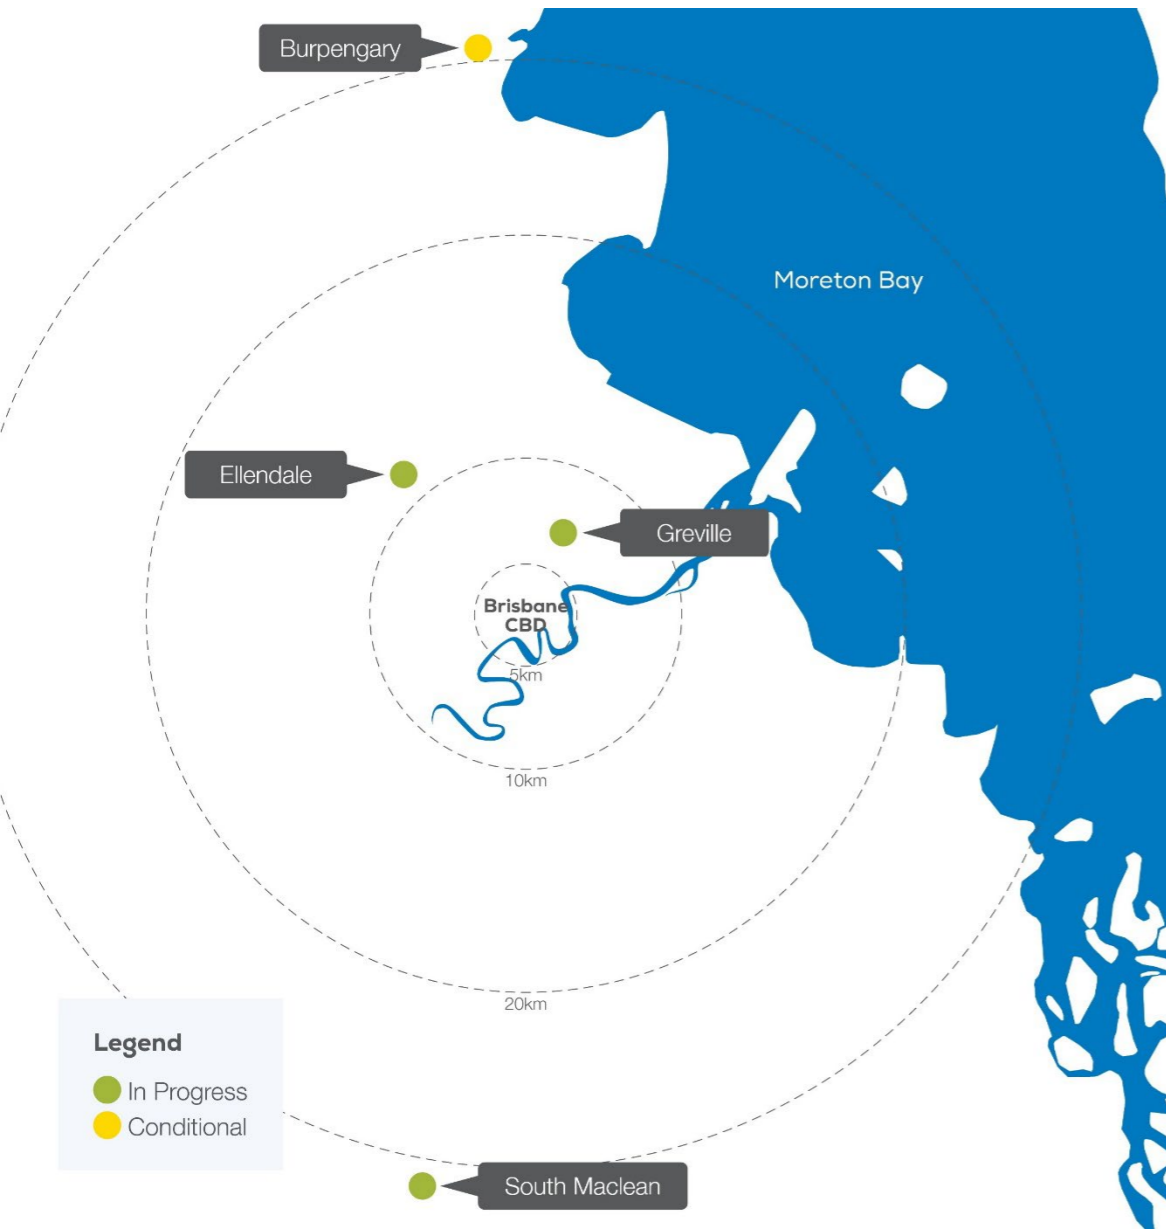 Burpengary
Moreton Bay
Ellendale
Greville
Brisbane
CBD
5km
10km
20km
Legend
In Progress
Conditional
South Maclean